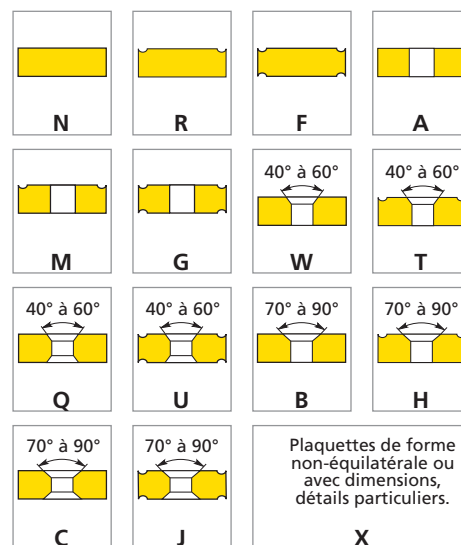 N R F A
40° à 60° 40° à 60°
M G W T
40° à 60° 40° à 60° 70° à 90° 70° à 90°
Q U B H
70° à 90° 70° à 90°
Plaquettes de forme
non-équilatérale ou
avec dimensions,
détails particuliers.
C J X